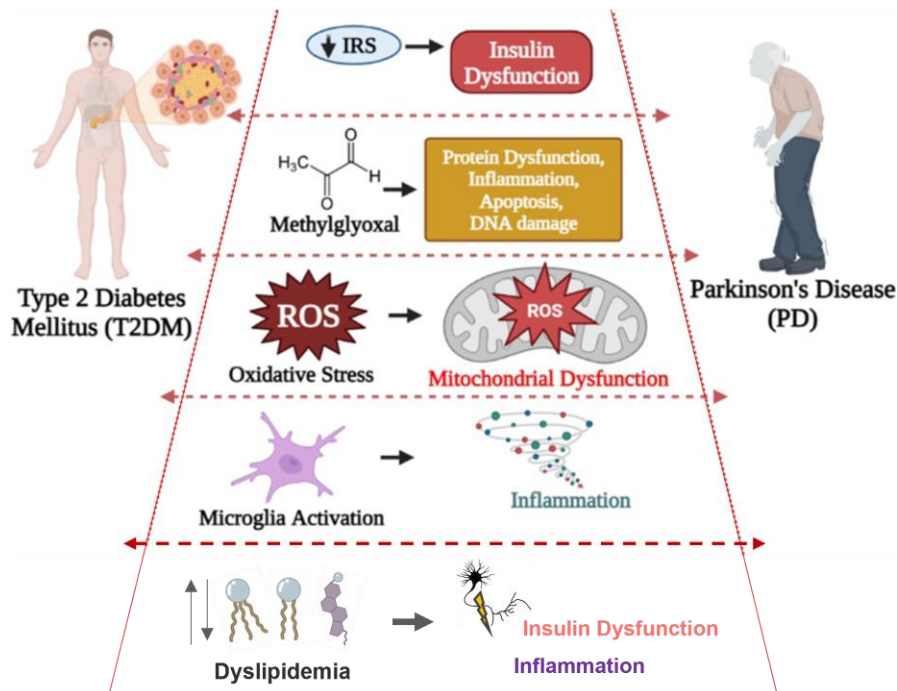 IRS
Insulin
Dysfunction
O
H₃C
H
O
Methylglyoxal
Protein Dysfunction,
Inflammation,
Apoptosis,
DNA damage
Type 2 Diabetes
Mellitus (T2DM)
Parkinson's Disease
(PD)
ROS
ROS
Oxidative Stress
Mitochondrial Dysfunction
Microglia Activation
Inflammation
Dyslipidemia
Insulin Dysfunction
Inflammation